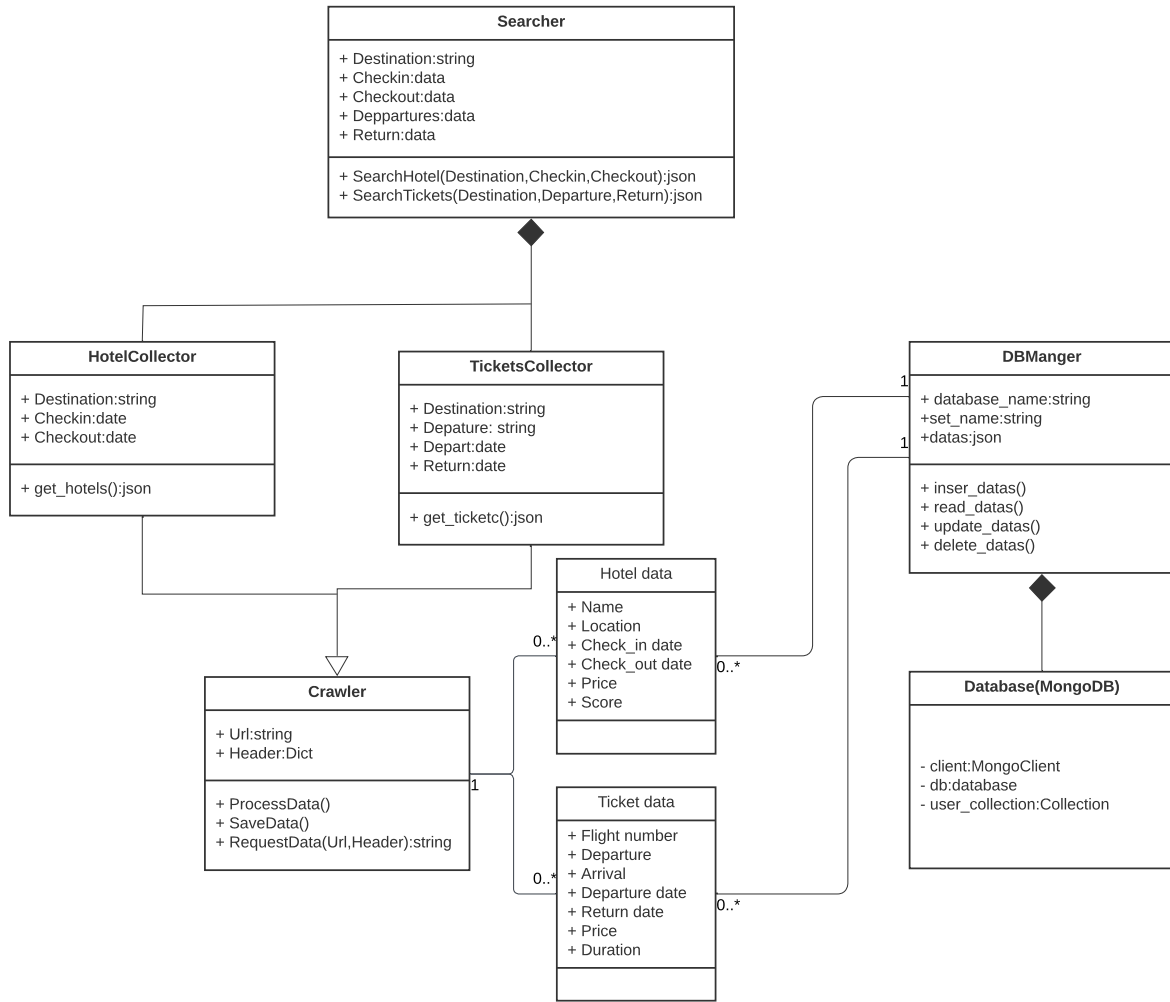 Searcher
+ Destination:string
+ Checkin:data
+ Checkout:data
+ Deppartures:data
+ Return:data
+ SearchHotel(Destination,Checkin,Checkout):json
+ SearchTickets(Destination,Departure,Return):json
HotelCollector
+ Destination:string
+ Checkin:date
+ Checkout:date
+ get_hotels():json
TicketsCollector
+ Destination:string
+ Depature: string
+ Depart:date
+ Return:date
+ get_ticketc():json
DBManger
+ database_name:string
+set_name:string
+datas:json
+ inser_datas()
+ read_datas()
+ update_datas()
+ delete_datas()
1
1
Hotel data
+ Name
+ Location
+ Check_in date
+ Check_out date
+ Price
+ Score
0..*
0..*
Crawler
+ Url:string
+ Header:Dict
+ ProcessData()
+ SaveData()
+ RequestData(Url,Header):string
1
Database(MongoDB)
- client:MongoClient
- db:database
- user_collection:Collection
Ticket data
+ Flight number
+ Departure
+ Arrival
+ Departure date
+ Return date
+ Price
+ Duration
0..*
0..*